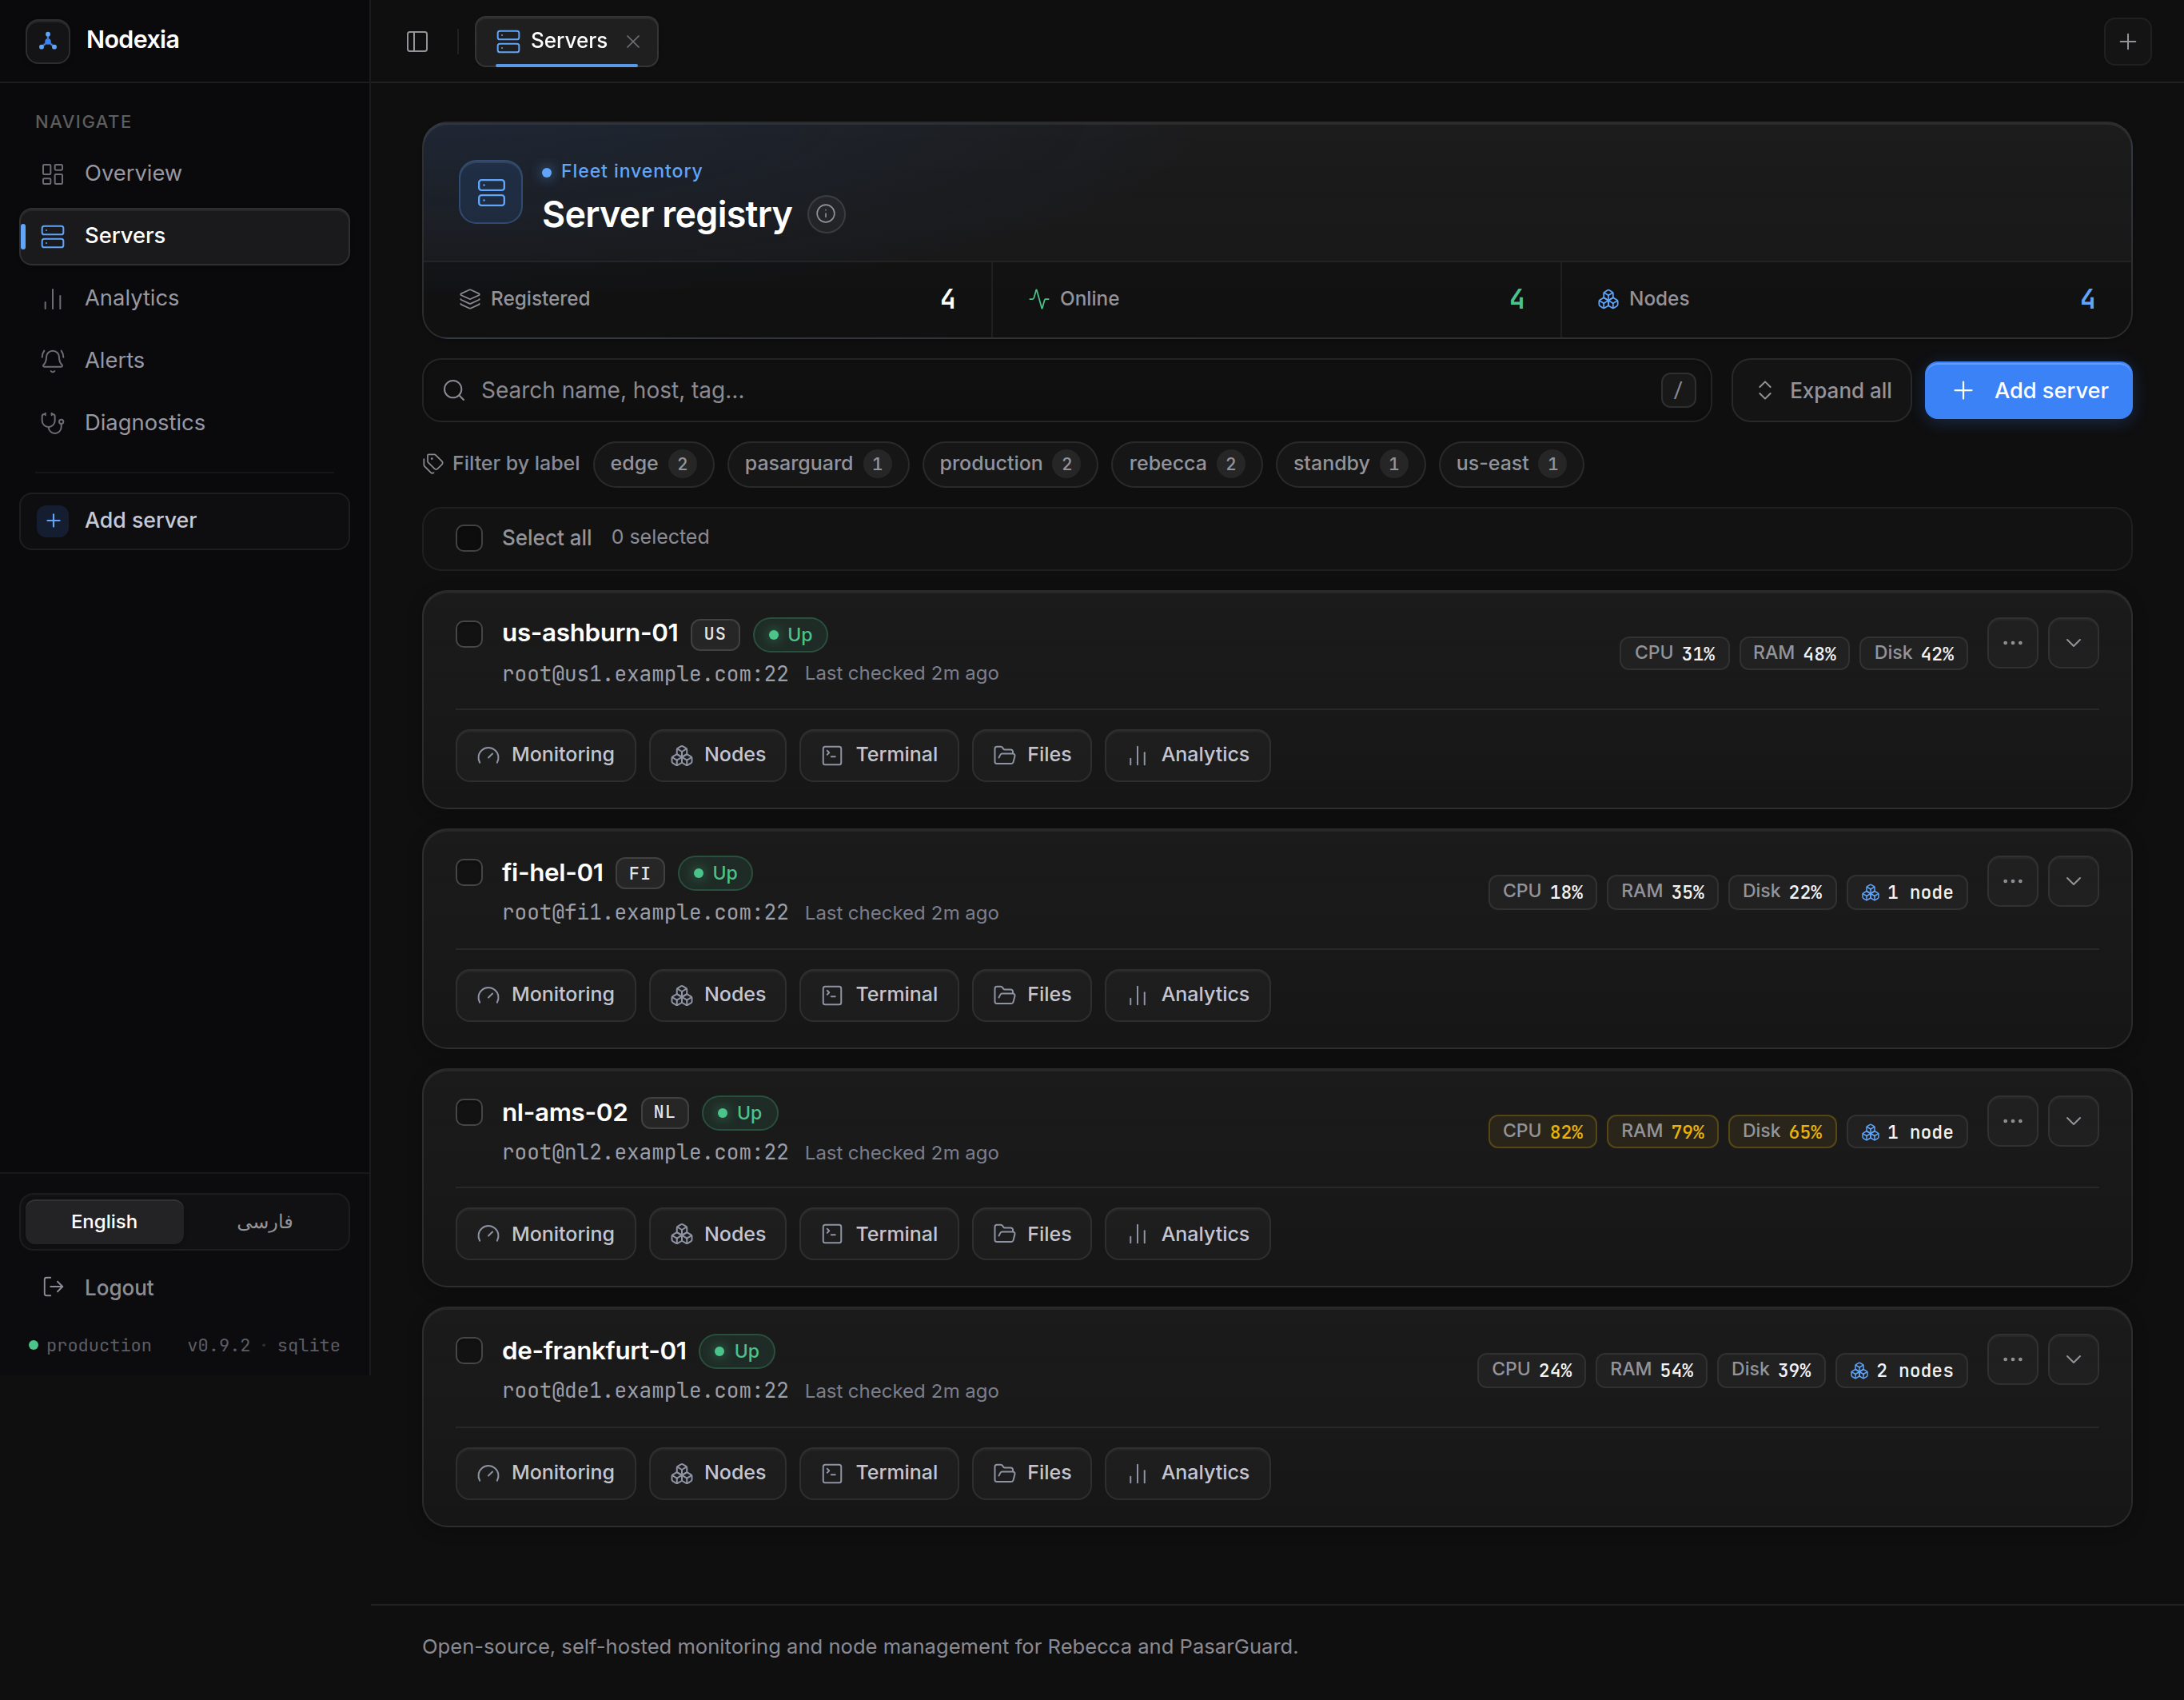 Nodexia
Servers
NAVIGATE
Overview
Servers
Analytics
Alerts
Diagnostics
Add server
English فارسی
Logout
production v0.9.2 · sqlite
Fleet inventory
Server registry
Registered 4 Online 4 Nodes 4
Search name, host, tag... / Expand all Add server
Filter by label edge 2 pasarguard 1 production 2 rebecca 2 standby 1 us-east 1
Select all 0 selected
us-ashburn-01 US Up
CPU 31% RAM 48% Disk 42%
root@us1.example.com:22 Last checked 2m ago
Monitoring Nodes Terminal Files Analytics
fi-hel-01 FI Up
CPU 18% RAM 35% Disk 22% 1 node
root@fi1.example.com:22 Last checked 2m ago
Monitoring Nodes Terminal Files Analytics
nl-ams-02 NL Up
CPU 82% RAM 79% Disk 65% 1 node
root@nl2.example.com:22 Last checked 2m ago
Monitoring Nodes Terminal Files Analytics
de-frankfurt-01 Up
CPU 24% RAM 54% Disk 39% 2 nodes
root@de1.example.com:22 Last checked 2m ago
Monitoring Nodes Terminal Files Analytics
Open-source, self-hosted monitoring and node management for Rebecca and PasarGuard.